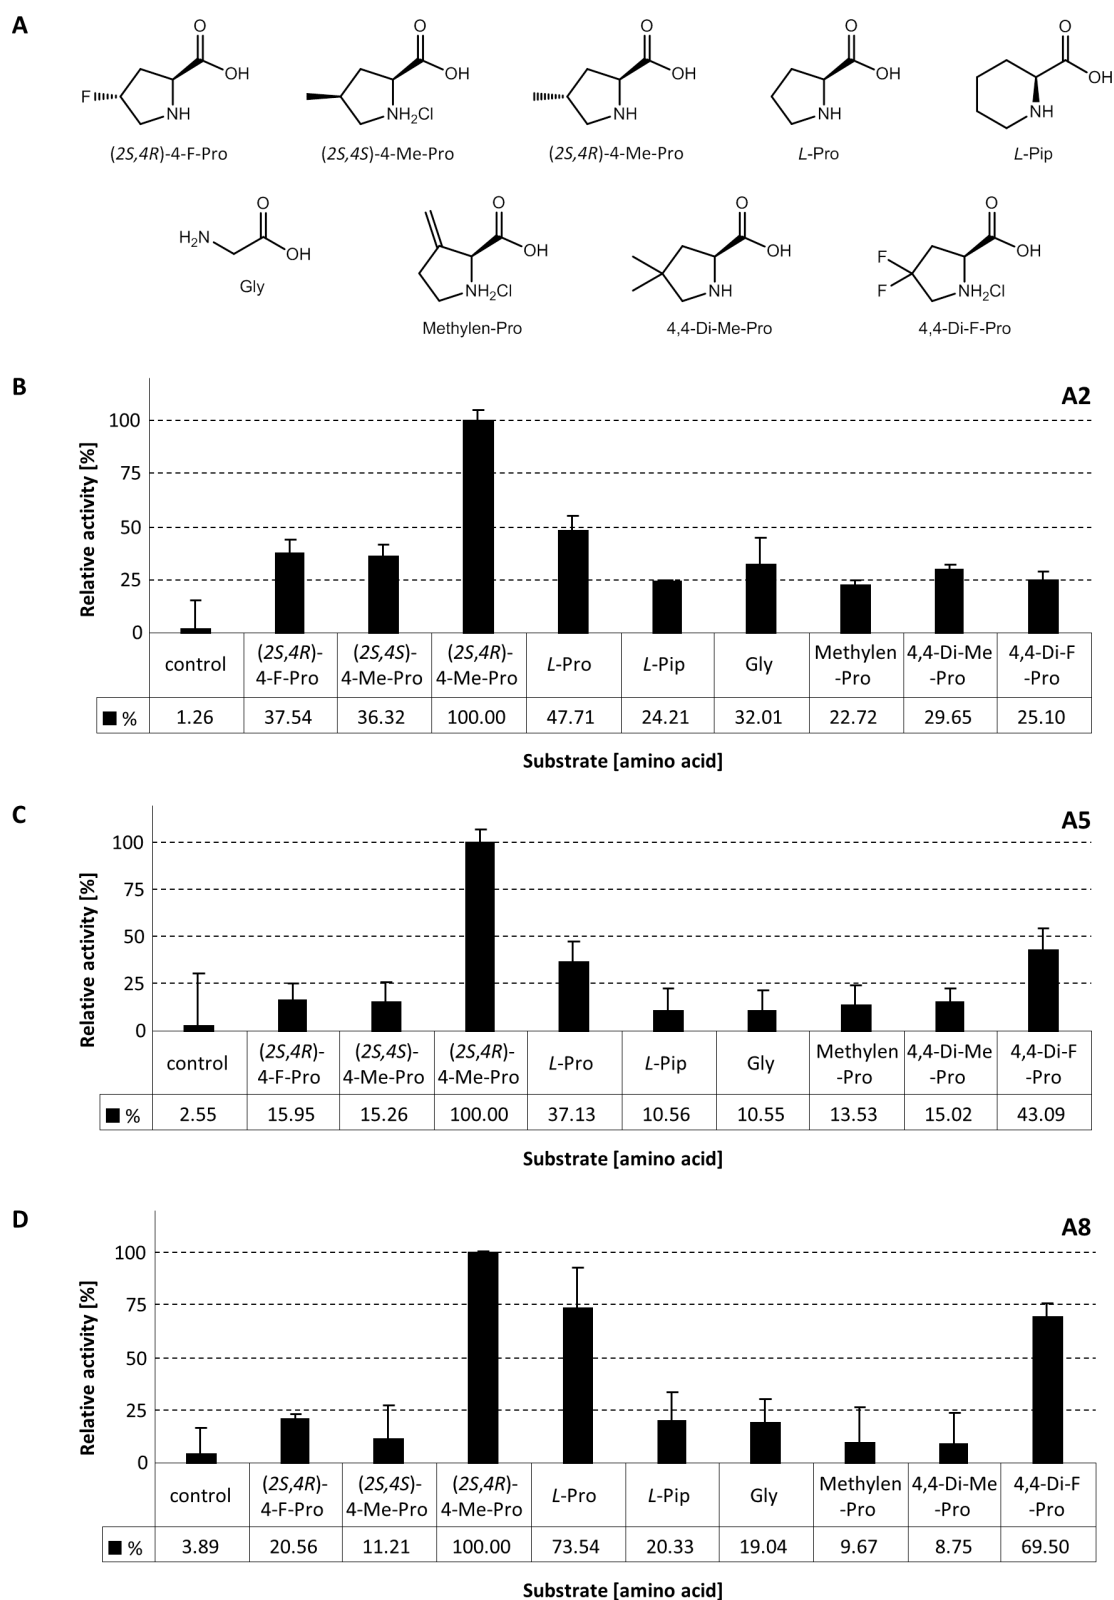 A
O
OH
F
NH
(2S,4R)-4-F-Pro
O
OH
NH2Cl
(2S,4S)-4-Me-Pro
O
OH
NH
(2S,4R)-4-Me-Pro
O
OH
NH
L-Pro
O
OH
NH
L-Pip
H2N
O
OH
Gly
O
OH
NH2Cl
Methylen-Pro
O
OH
NH
4,4-Di-Me-Pro
F
F
O
OH
NH2Cl
4,4-Di-F-Pro
B
A2
Relative activity [%]
100
75
50
25
0
control (2S,4R)- (2S,4S)- (2S,4R)- L-Pro L-Pip Gly Methylen 4,4-Di-Me 4,4-Di-F
4-F-Pro 4-Me-Pro 4-Me-Pro -Pro -Pro -Pro
% 1.26 37.54 36.32 100.00 47.71 24.21 32.01 22.72 29.65 25.10
Substrate [amino acid]
C
A5
Relative activity [%]
100
75
50
25
0
control (2S,4R)- (2S,4S)- (2S,4R)- L-Pro L-Pip Gly Methylen 4,4-Di-Me 4,4-Di-F
4-F-Pro 4-Me-Pro 4-Me-Pro -Pro -Pro -Pro
% 2.55 15.95 15.26 100.00 37.13 10.56 10.55 13.53 15.02 43.09
Substrate [amino acid]
D
A8
Relative activity [%]
100
75
50
25
0
control (2S,4R)- (2S,4S)- (2S,4R)- L-Pro L-Pip Gly Methylen 4,4-Di-Me 4,4-Di-F
4-F-Pro 4-Me-Pro 4-Me-Pro -Pro -Pro -Pro
% 3.89 20.56 11.21 100.00 73.54 20.33 19.04 9.67 8.75 69.50
Substrate [amino acid]